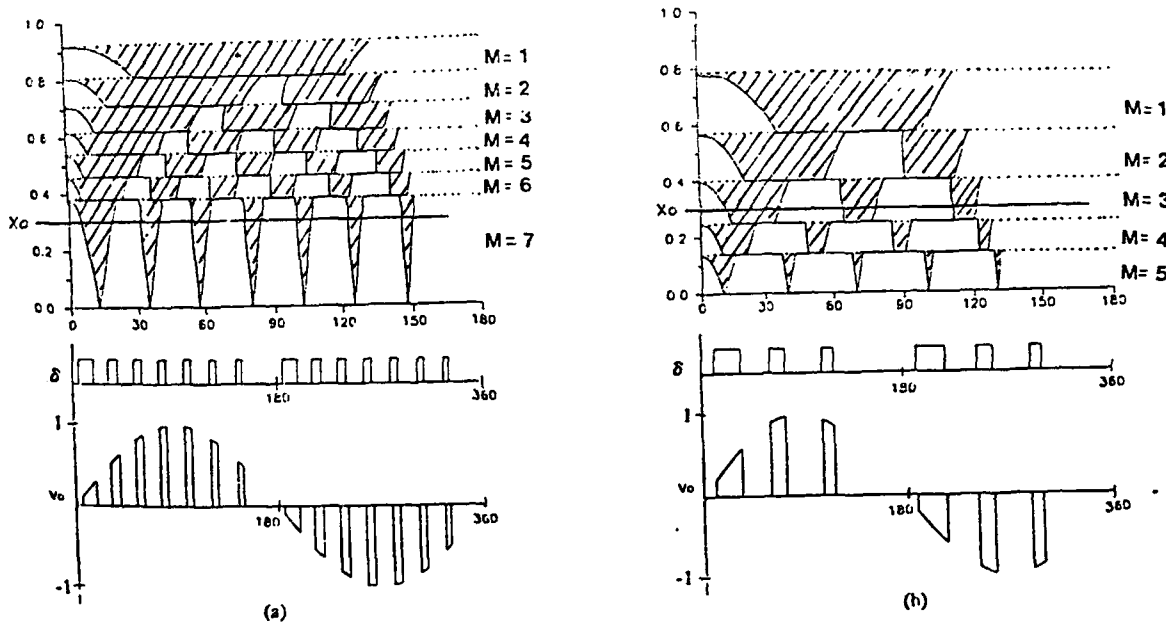 1.0
0.8
0.6
0.4
Xo
0.2
0.0
0
30
60
90
120
150
180
M = 1
M = 2
M = 3
M = 4
M = 5
M = 6
M = 7
δ
180
360
1
vo
180
360
-1
(a)
1.0
0.8
0.6
0.4
Xo
0.2
0.0
0
30
60
90
120
150
180
M = 1
M = 2
M = 3
M = 4
M = 5
δ
180
360
1
vo
180
360
-1
(b)